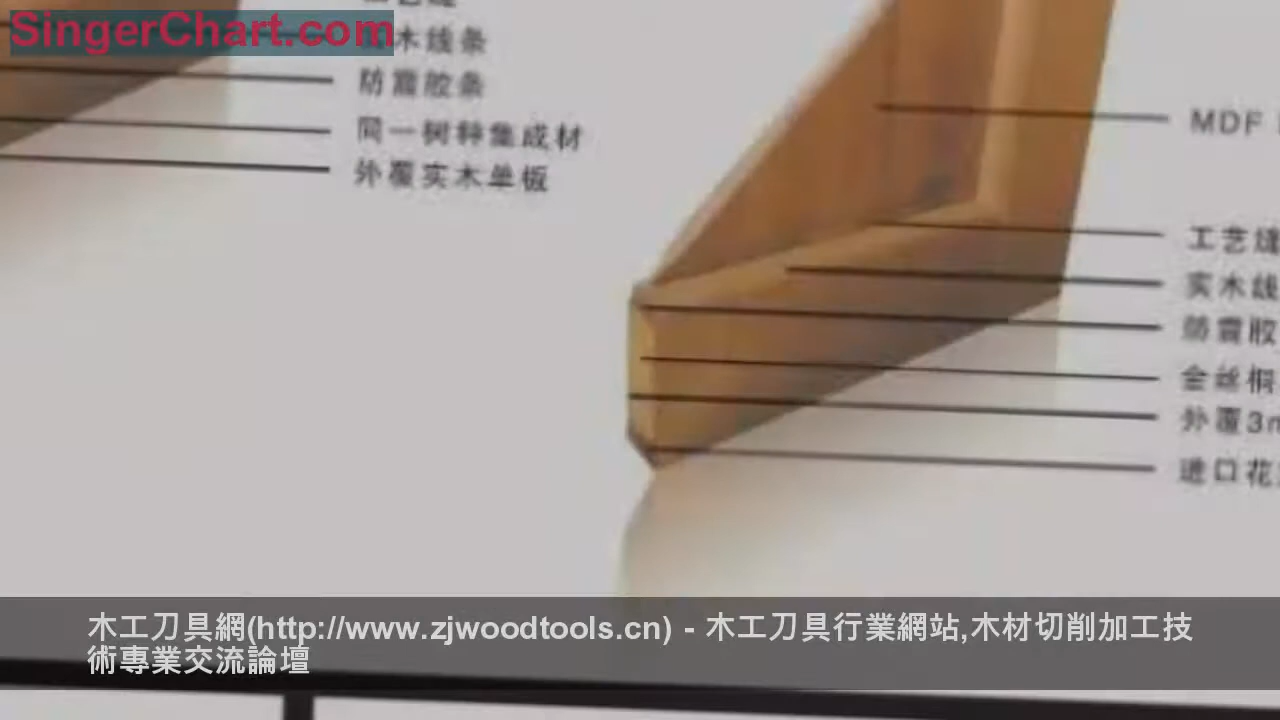 SingerChart.com
木线条
防震胶条
同一树种集成材
外覆实木单板
MDF
工艺缝
实木线
防震胶
金丝桐
外覆3m
进口花
木工刀具網(http://www.zjwoodtools.cn) - 木工刀具行業網站,木材切削加工技
術專業交流論壇